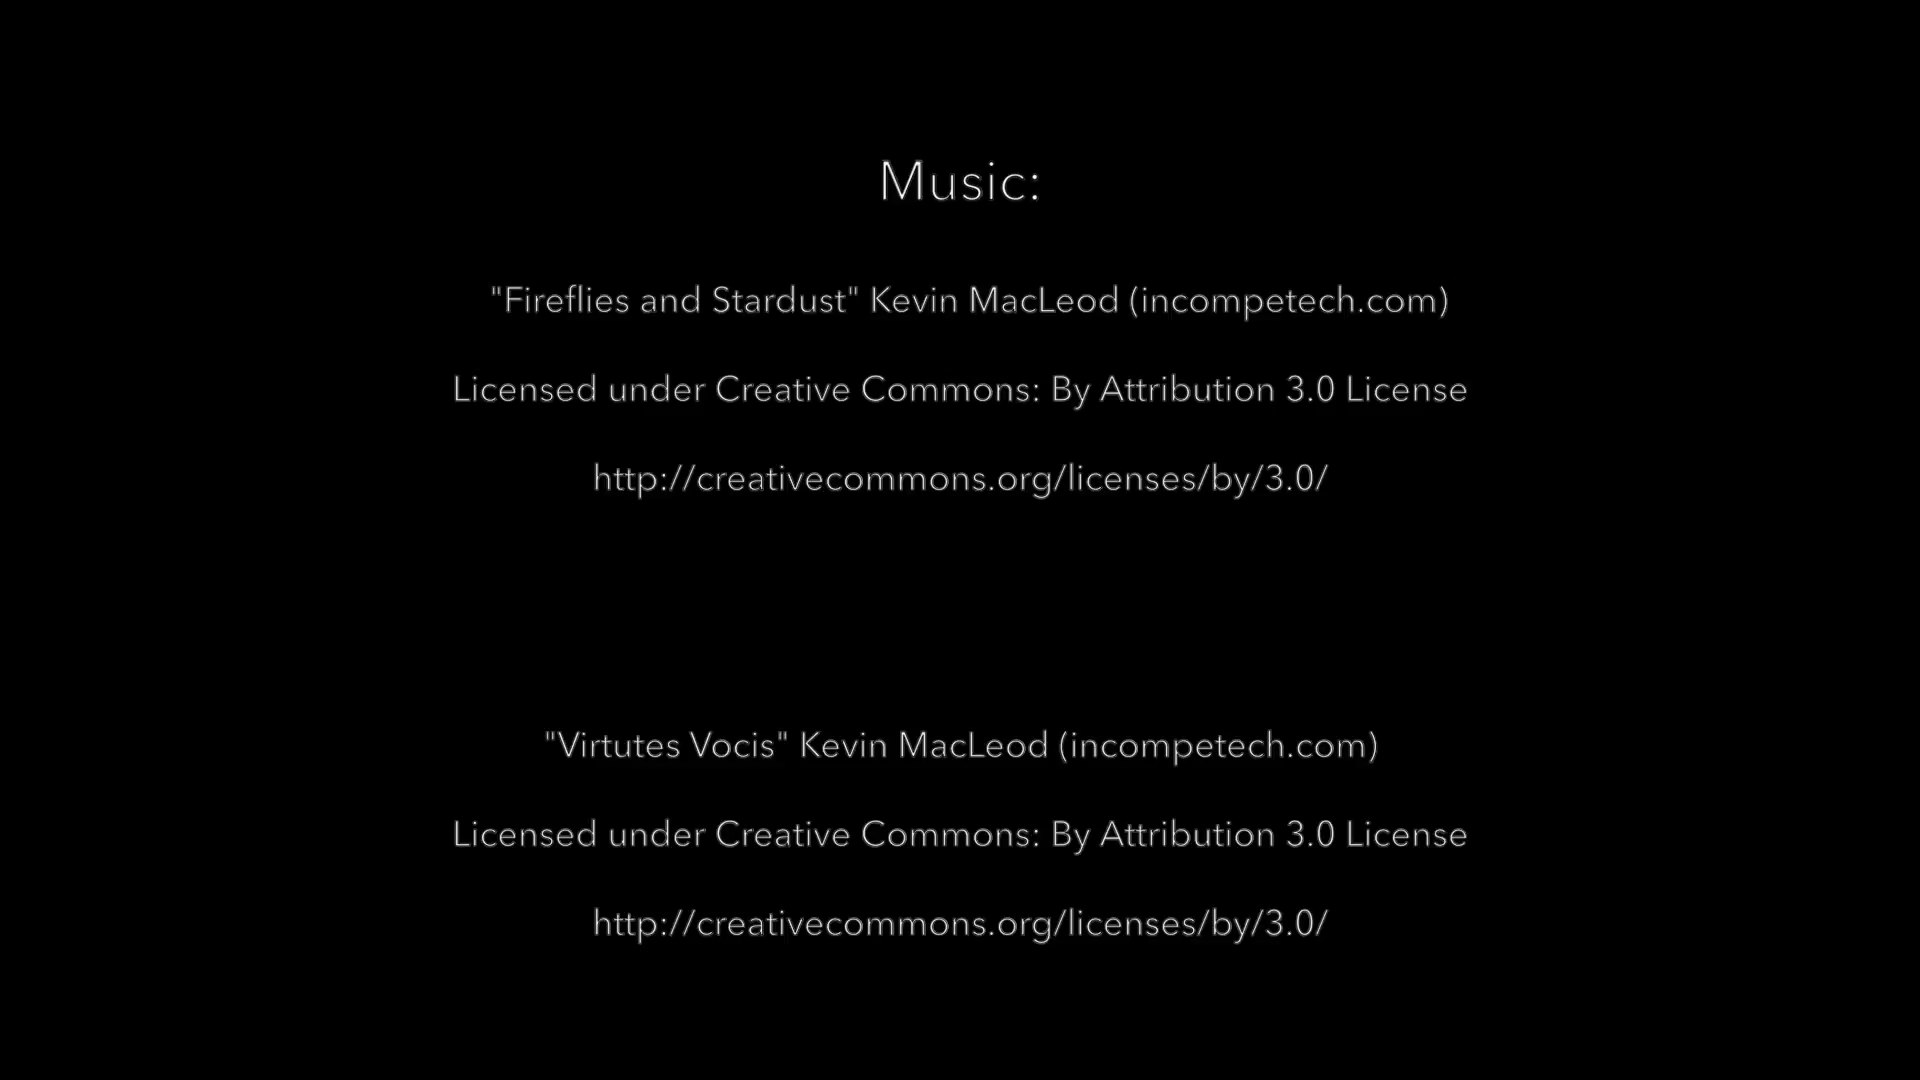 Music:
"Fireflies and Stardust" Kevin MacLeod (incompetech.com)
Licensed under Creative Commons: By Attribution 3.0 License
http://creativecommons.org/licenses/by/3.0/
"Virtutes Vocis" Kevin MacLeod (incompetech.com)
Licensed under Creative Commons: By Attribution 3.0 License
http://creativecommons.org/licenses/by/3.0/